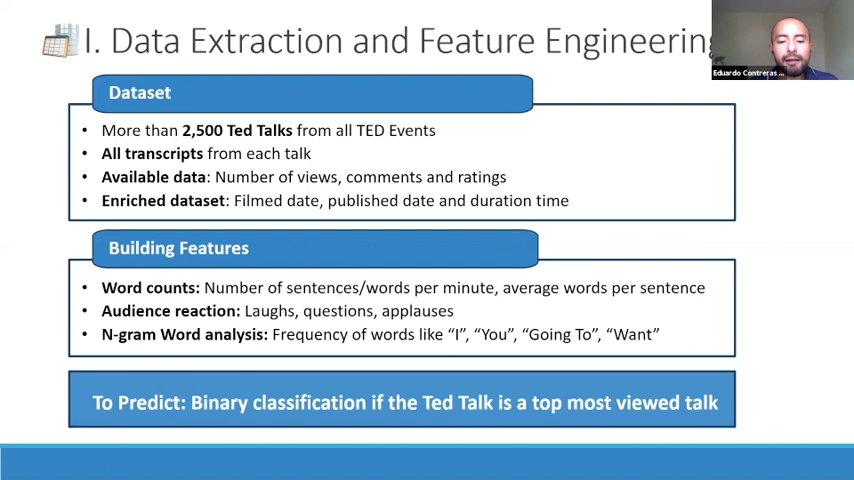 I. Data Extraction and Feature Engineering
Eduardo Contreras ...
Dataset
• More than 2,500 Ted Talks from all TED Events
• All transcripts from each talk
• Available data: Number of views, comments and ratings
• Enriched dataset: Filmed date, published date and duration time
Building Features
• Word counts: Number of sentences/words per minute, average words per sentence
• Audience reaction: Laughs, questions, applauses
• N-gram Word analysis: Frequency of words like “I”, “You”, “Going To”, “Want”
To Predict: Binary classification if the Ted Talk is a top most viewed talk